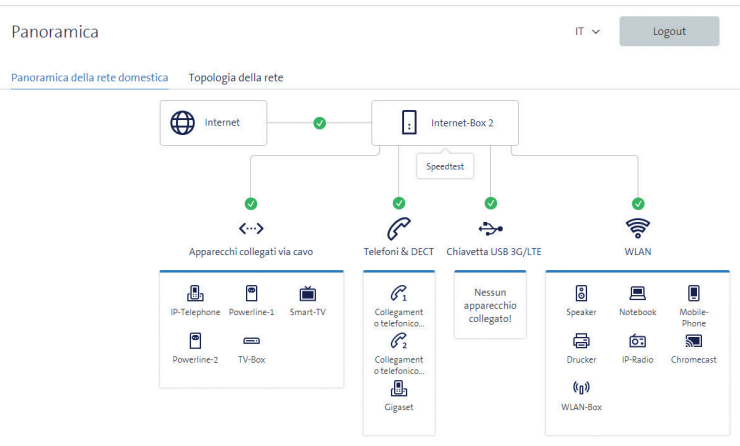 Panoramica
IT
Logout
Panoramica della rete domestica
Topologia della rete
Internet
Internet-Box 2
Speedtest
Apparecchi collegati via cavo
Telefoni & DECT
Chiavetta USB 3G/LTE
WLAN
IP-Telephone
Powerline-1
Smart-TV
Powerline-2
TV-Box
1
Collegament
o telefonico...
2
Collegament
o telefonico...
Gigaset
Nessun
apparecchio
collegato!
Speaker
Notebook
Mobile-
Phone
Drucker
IP-Radio
Chromecast
WLAN-Box